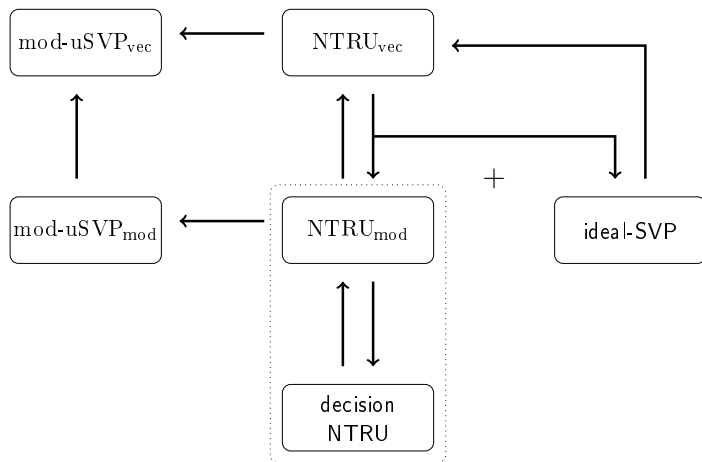 mod-uSVP_vec
NTRU_vec
+
mod-uSVP_mod
NTRU_mod
ideal-SVP
decision
NTRU